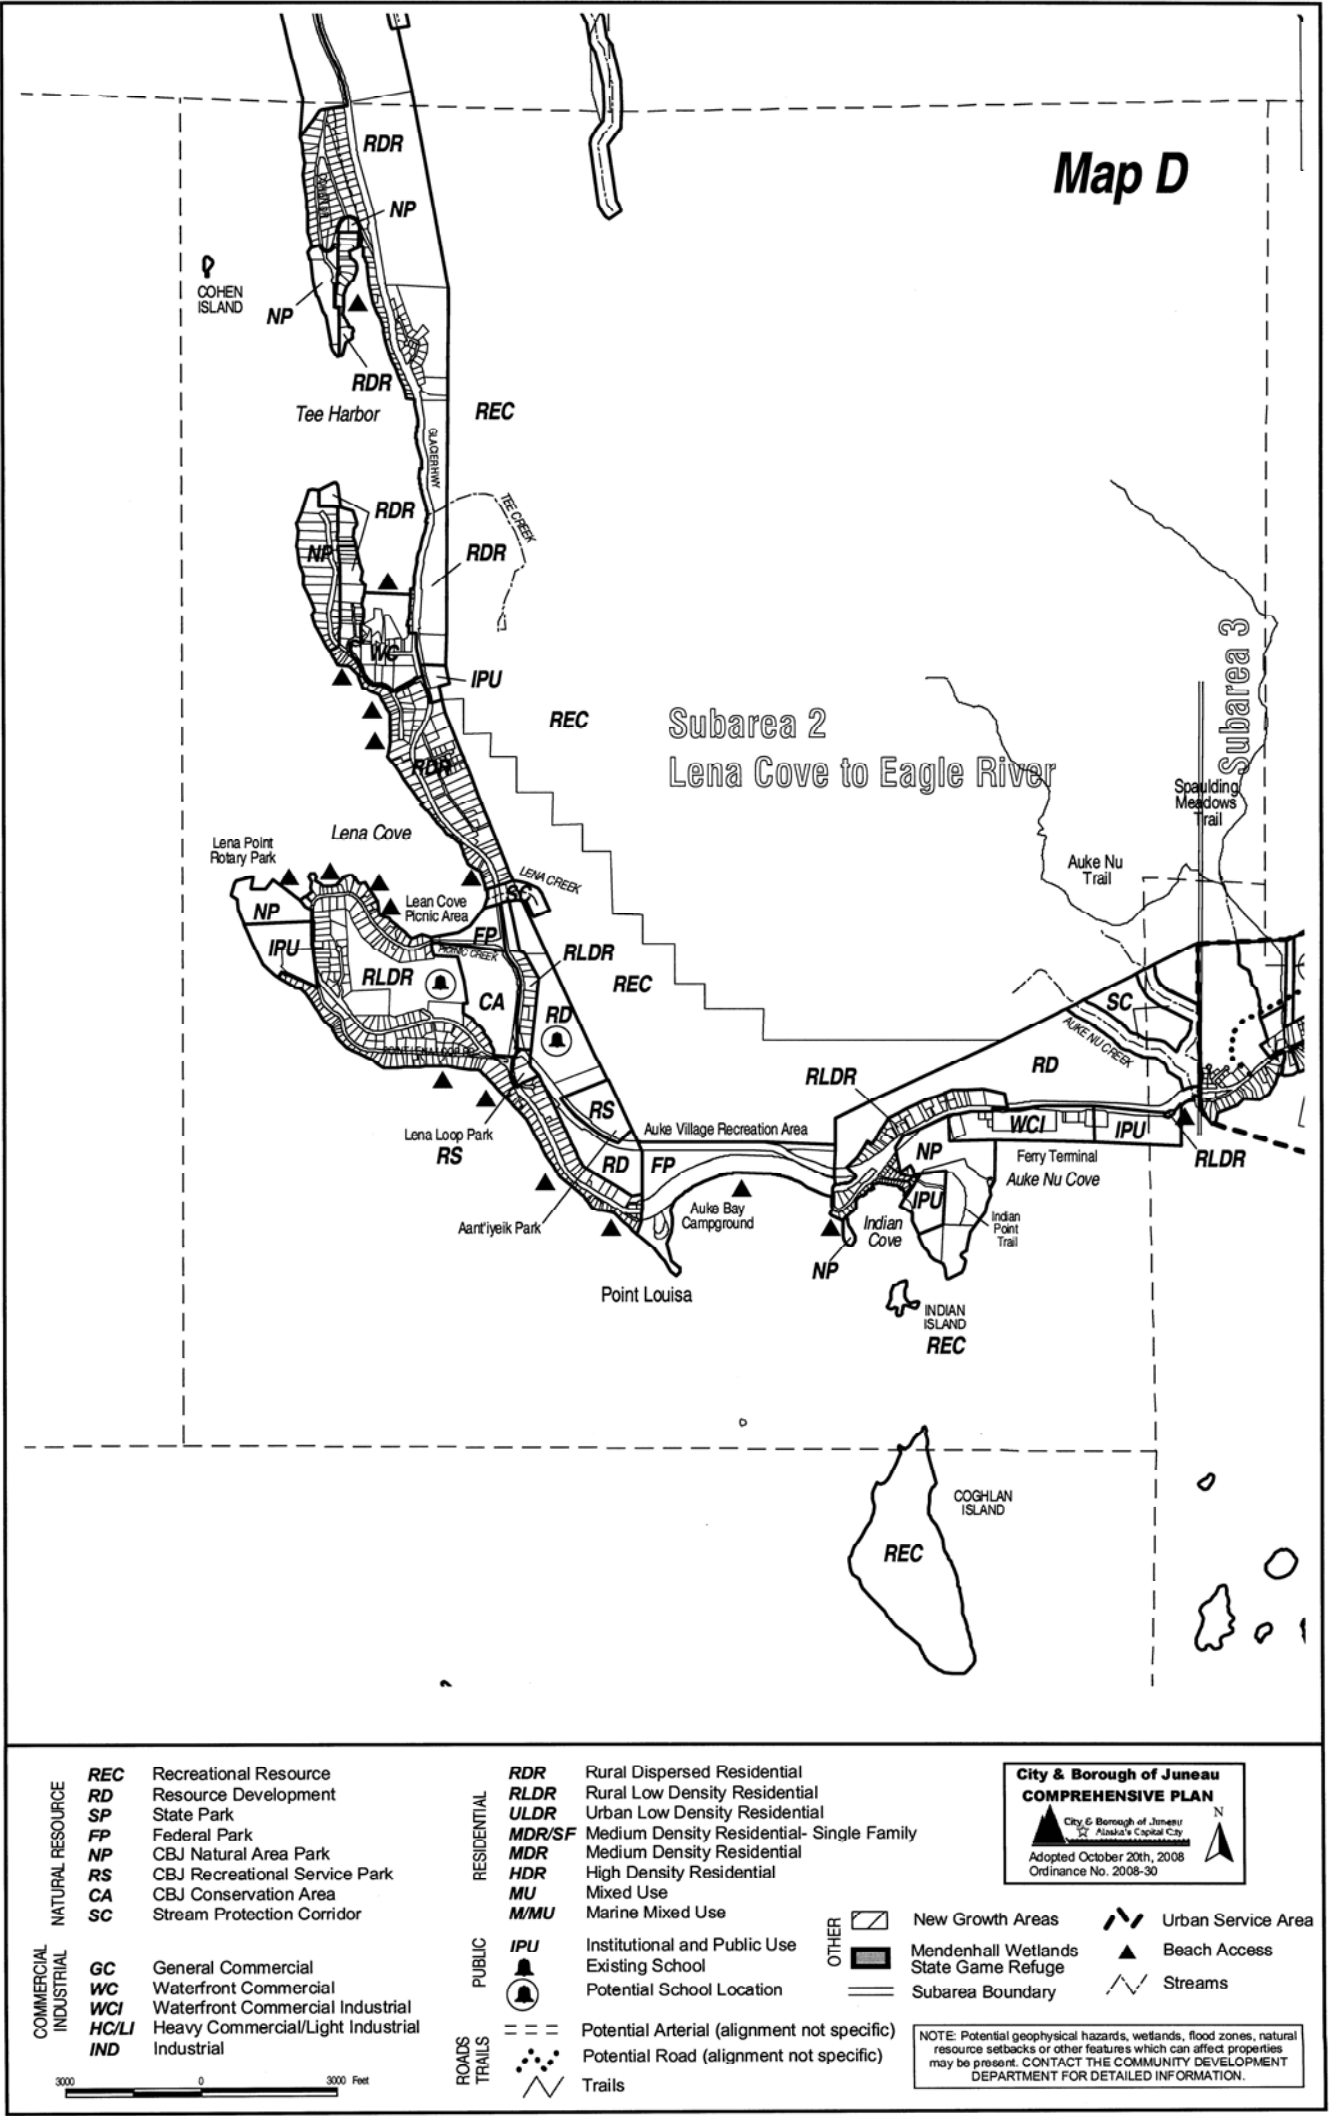 Map D
RDR
NP
COHEN
ISLAND
NP
RDR
Tee Harbor
REC
GLACIER HWY
TEE CREEK
RDR
NP
RDR
WC
IPU
REC
Subarea 2
Lena Cove to Eagle River
Subarea 3
Spaulding
Meadows
Trail
RDR
Lena Cove
Lena Point
Rotary Park
Auke Nu
Trail
LENA CREEK
SC
Lean Cove
Picnic Area
NP
FP
PICNIC CREEK
IPU
RLDR
RLDR
REC
CA
RD
SC
AUKE NU CREEK
RD
POINT LENA LOOP RD
RLDR
RS
Auke Village Recreation Area
Lena Loop Park
RS
WCI
IPU
NP
Ferry Terminal
RLDR
RD
FP
Auke Nu Cove
IPU
Auke Bay
Campground
Aant'iyeik Park
Indian
Cove
Indian
Point
Trail
NP
Point Louisa
INDIAN
ISLAND
REC
COGHLAN
ISLAND
REC
NATURAL RESOURCE
REC Recreational Resource
RD Resource Development
SP State Park
FP Federal Park
NP CBJ Natural Area Park
RS CBJ Recreational Service Park
CA CBJ Conservation Area
SC Stream Protection Corridor
COMMERCIAL
INDUSTRIAL
GC General Commercial
WC Waterfront Commercial
WCI Waterfront Commercial Industrial
HC/LI Heavy Commercial/Light Industrial
IND Industrial
3000 0 3000 Feet
RESIDENTIAL
RDR Rural Dispersed Residential
RLDR Rural Low Density Residential
ULDR Urban Low Density Residential
MDR/SF Medium Density Residential- Single Family
MDR Medium Density Residential
HDR High Density Residential
MU Mixed Use
M/MU Marine Mixed Use
PUBLIC
IPU Institutional and Public Use
Existing School
Potential School Location
ROADS
TRAILS
Potential Arterial (alignment not specific)
Potential Road (alignment not specific)
Trails
City & Borough of Juneau
COMPREHENSIVE PLAN
City & Borough of Juneau
Alaska's Capital City
N
Adopted October 20th, 2008
Ordinance No. 2008-30
OTHER
New Growth Areas
Mendenhall Wetlands
State Game Refuge
Subarea Boundary
Urban Service Area
Beach Access
Streams
NOTE: Potential geophysical hazards, wetlands, flood zones, natural
resource setbacks or other features which can affect properties
may be present. CONTACT THE COMMUNITY DEVELOPMENT
DEPARTMENT FOR DETAILED INFORMATION.